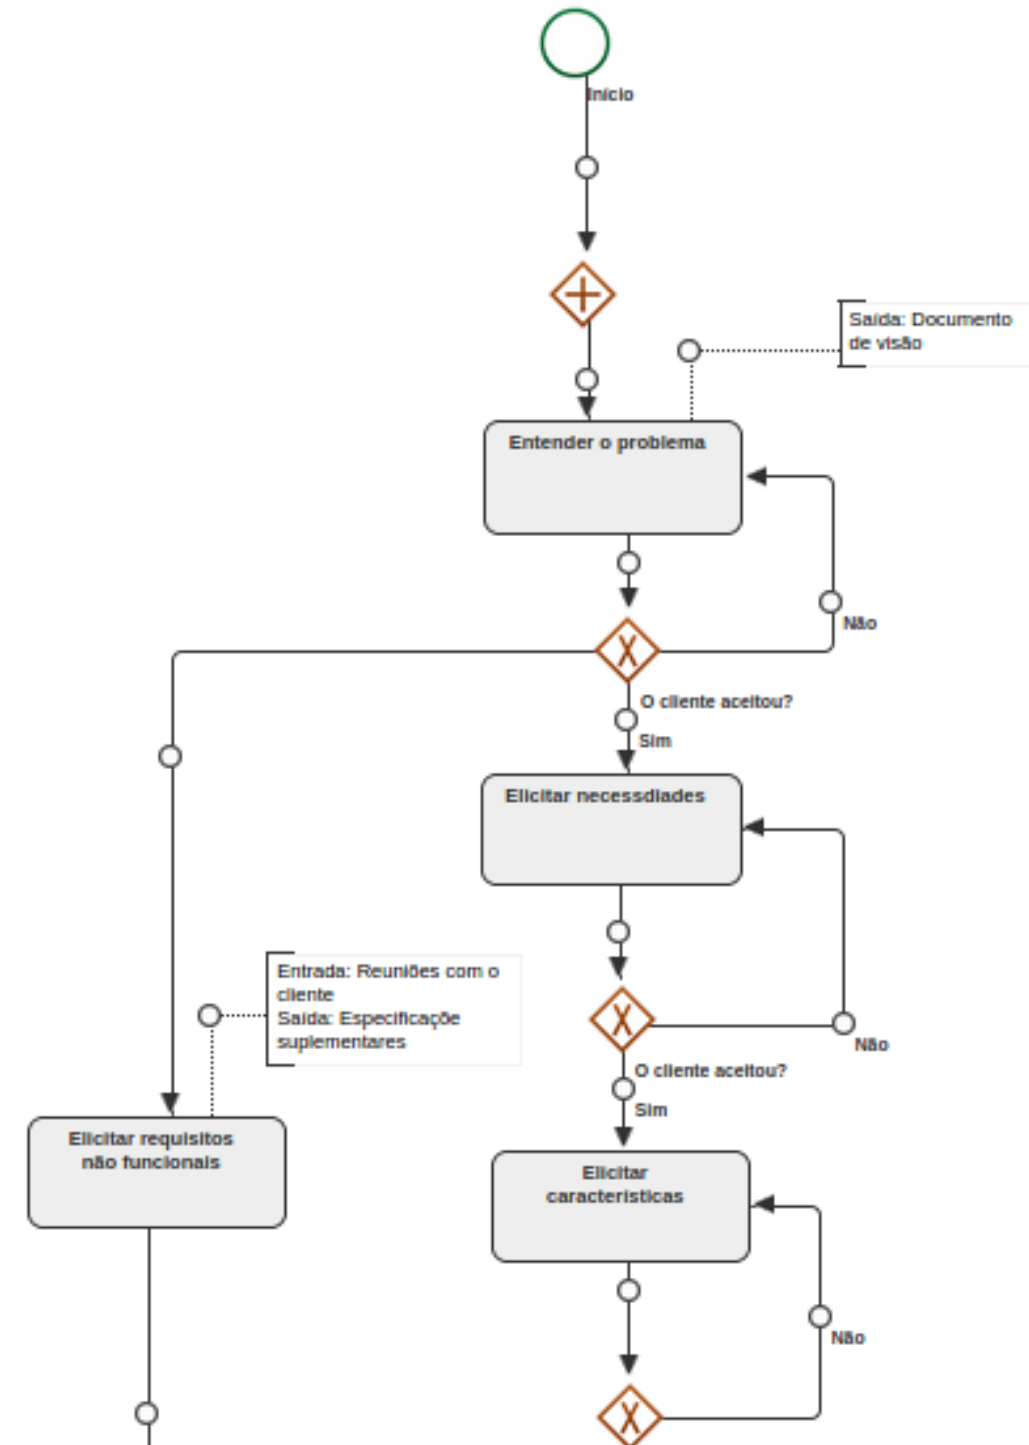 Início
Saída: Documento
de visão
Entender o problema
Não
O cliente aceitou?
Sim
Elicitar necessdiades
Entrada: Reuniões com o
cliente
Saída: Especificaçõe
suplementares
Não
O cliente aceitou?
Sim
Elicitar requisitos
não funcionais
Elicitar
características
Não